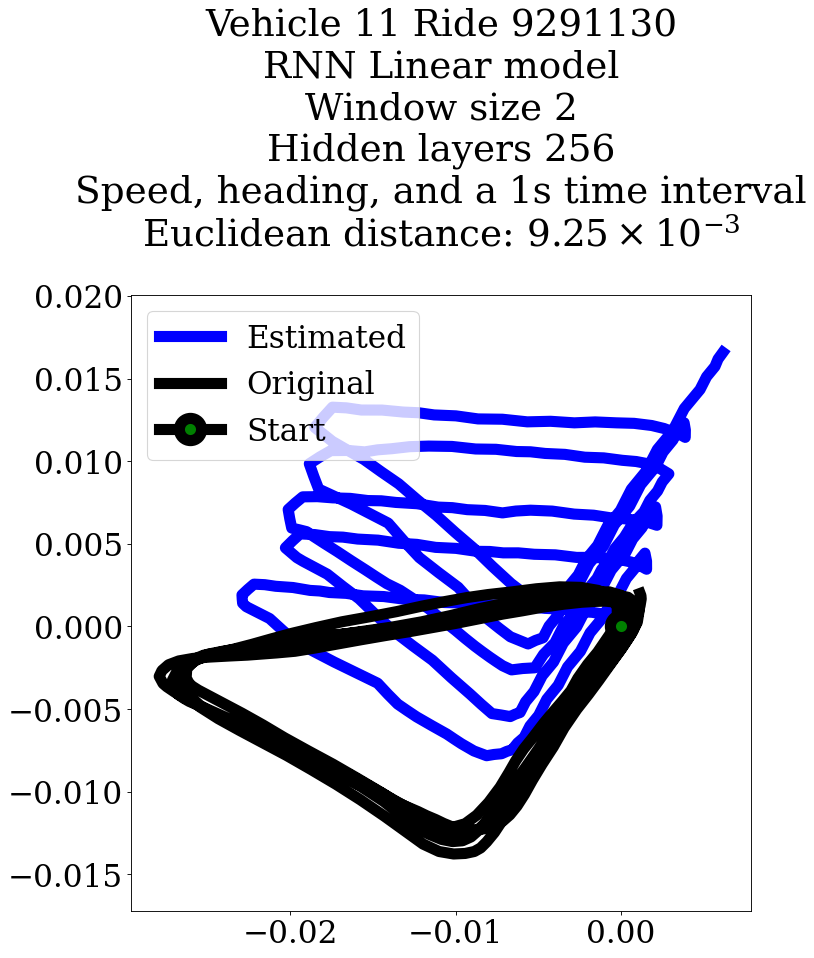 Vehicle 11 Ride 9291130
RNN Linear model
Window size 2
Hidden layers 256
Speed, heading, and a 1s time interval
Euclidean distance: 9.25 × 10⁻³
0.020
0.015
0.010
0.005
0.000
−0.005
−0.010
−0.015
Estimated
Original
Start
−0.02
−0.01
0.00